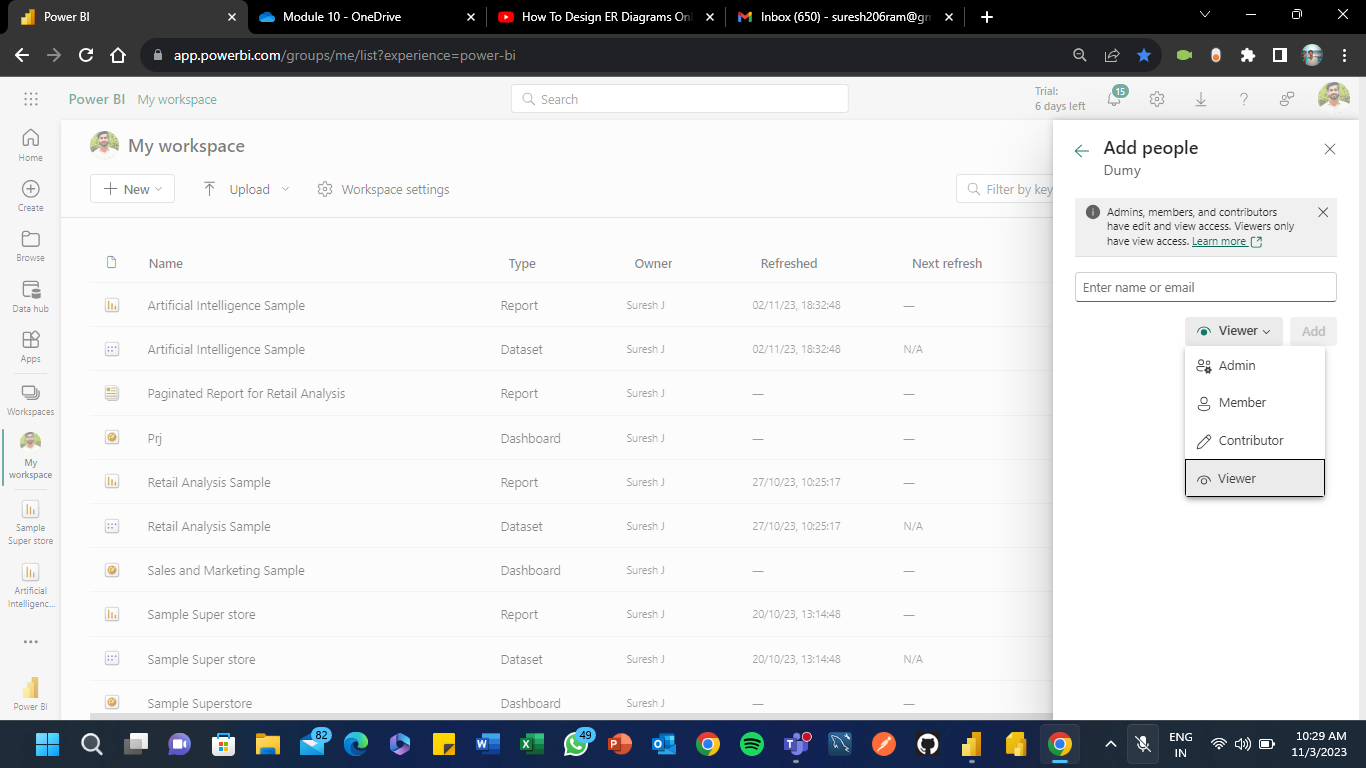 Power BI
Module 10 - OneDrive
How To Design ER Diagrams Onl
Inbox (650) - suresh206ram@gm
app.powerbi.com/groups/me/list?experience=power-bi
Power BI My workspace
Search
Trial:
6 days left
15
Home
Create
Browse
Data hub
Apps
Workspaces
My
workspace
Sample
Super store
Artificial
Intelligenc...
Power BI
My workspace
New
Upload
Workspace settings
Filter by key
Name Type Owner Refreshed Next refresh
Artificial Intelligence Sample Report Suresh J 02/11/23, 18:32:48 —
Artificial Intelligence Sample Dataset Suresh J 02/11/23, 18:32:48 N/A
Paginated Report for Retail Analysis Report Suresh J — —
Prj Dashboard Suresh J — —
Retail Analysis Sample Report Suresh J 27/10/23, 10:25:17 —
Retail Analysis Sample Dataset Suresh J 27/10/23, 10:25:17 N/A
Sales and Marketing Sample Dashboard Suresh J — —
Sample Super store Report Suresh J 20/10/23, 13:14:48 —
Sample Super store Dataset Suresh J 20/10/23, 13:14:48 N/A
Sample Superstore Dashboard Suresh J — —
Add people
Dumy
Admins, members, and contributors
have edit and view access. Viewers only
have view access. Learn more
Enter name or email
Viewer
Add
Admin
Member
Contributor
Viewer
82
49
ENG
IN
10:29 AM
11/3/2023